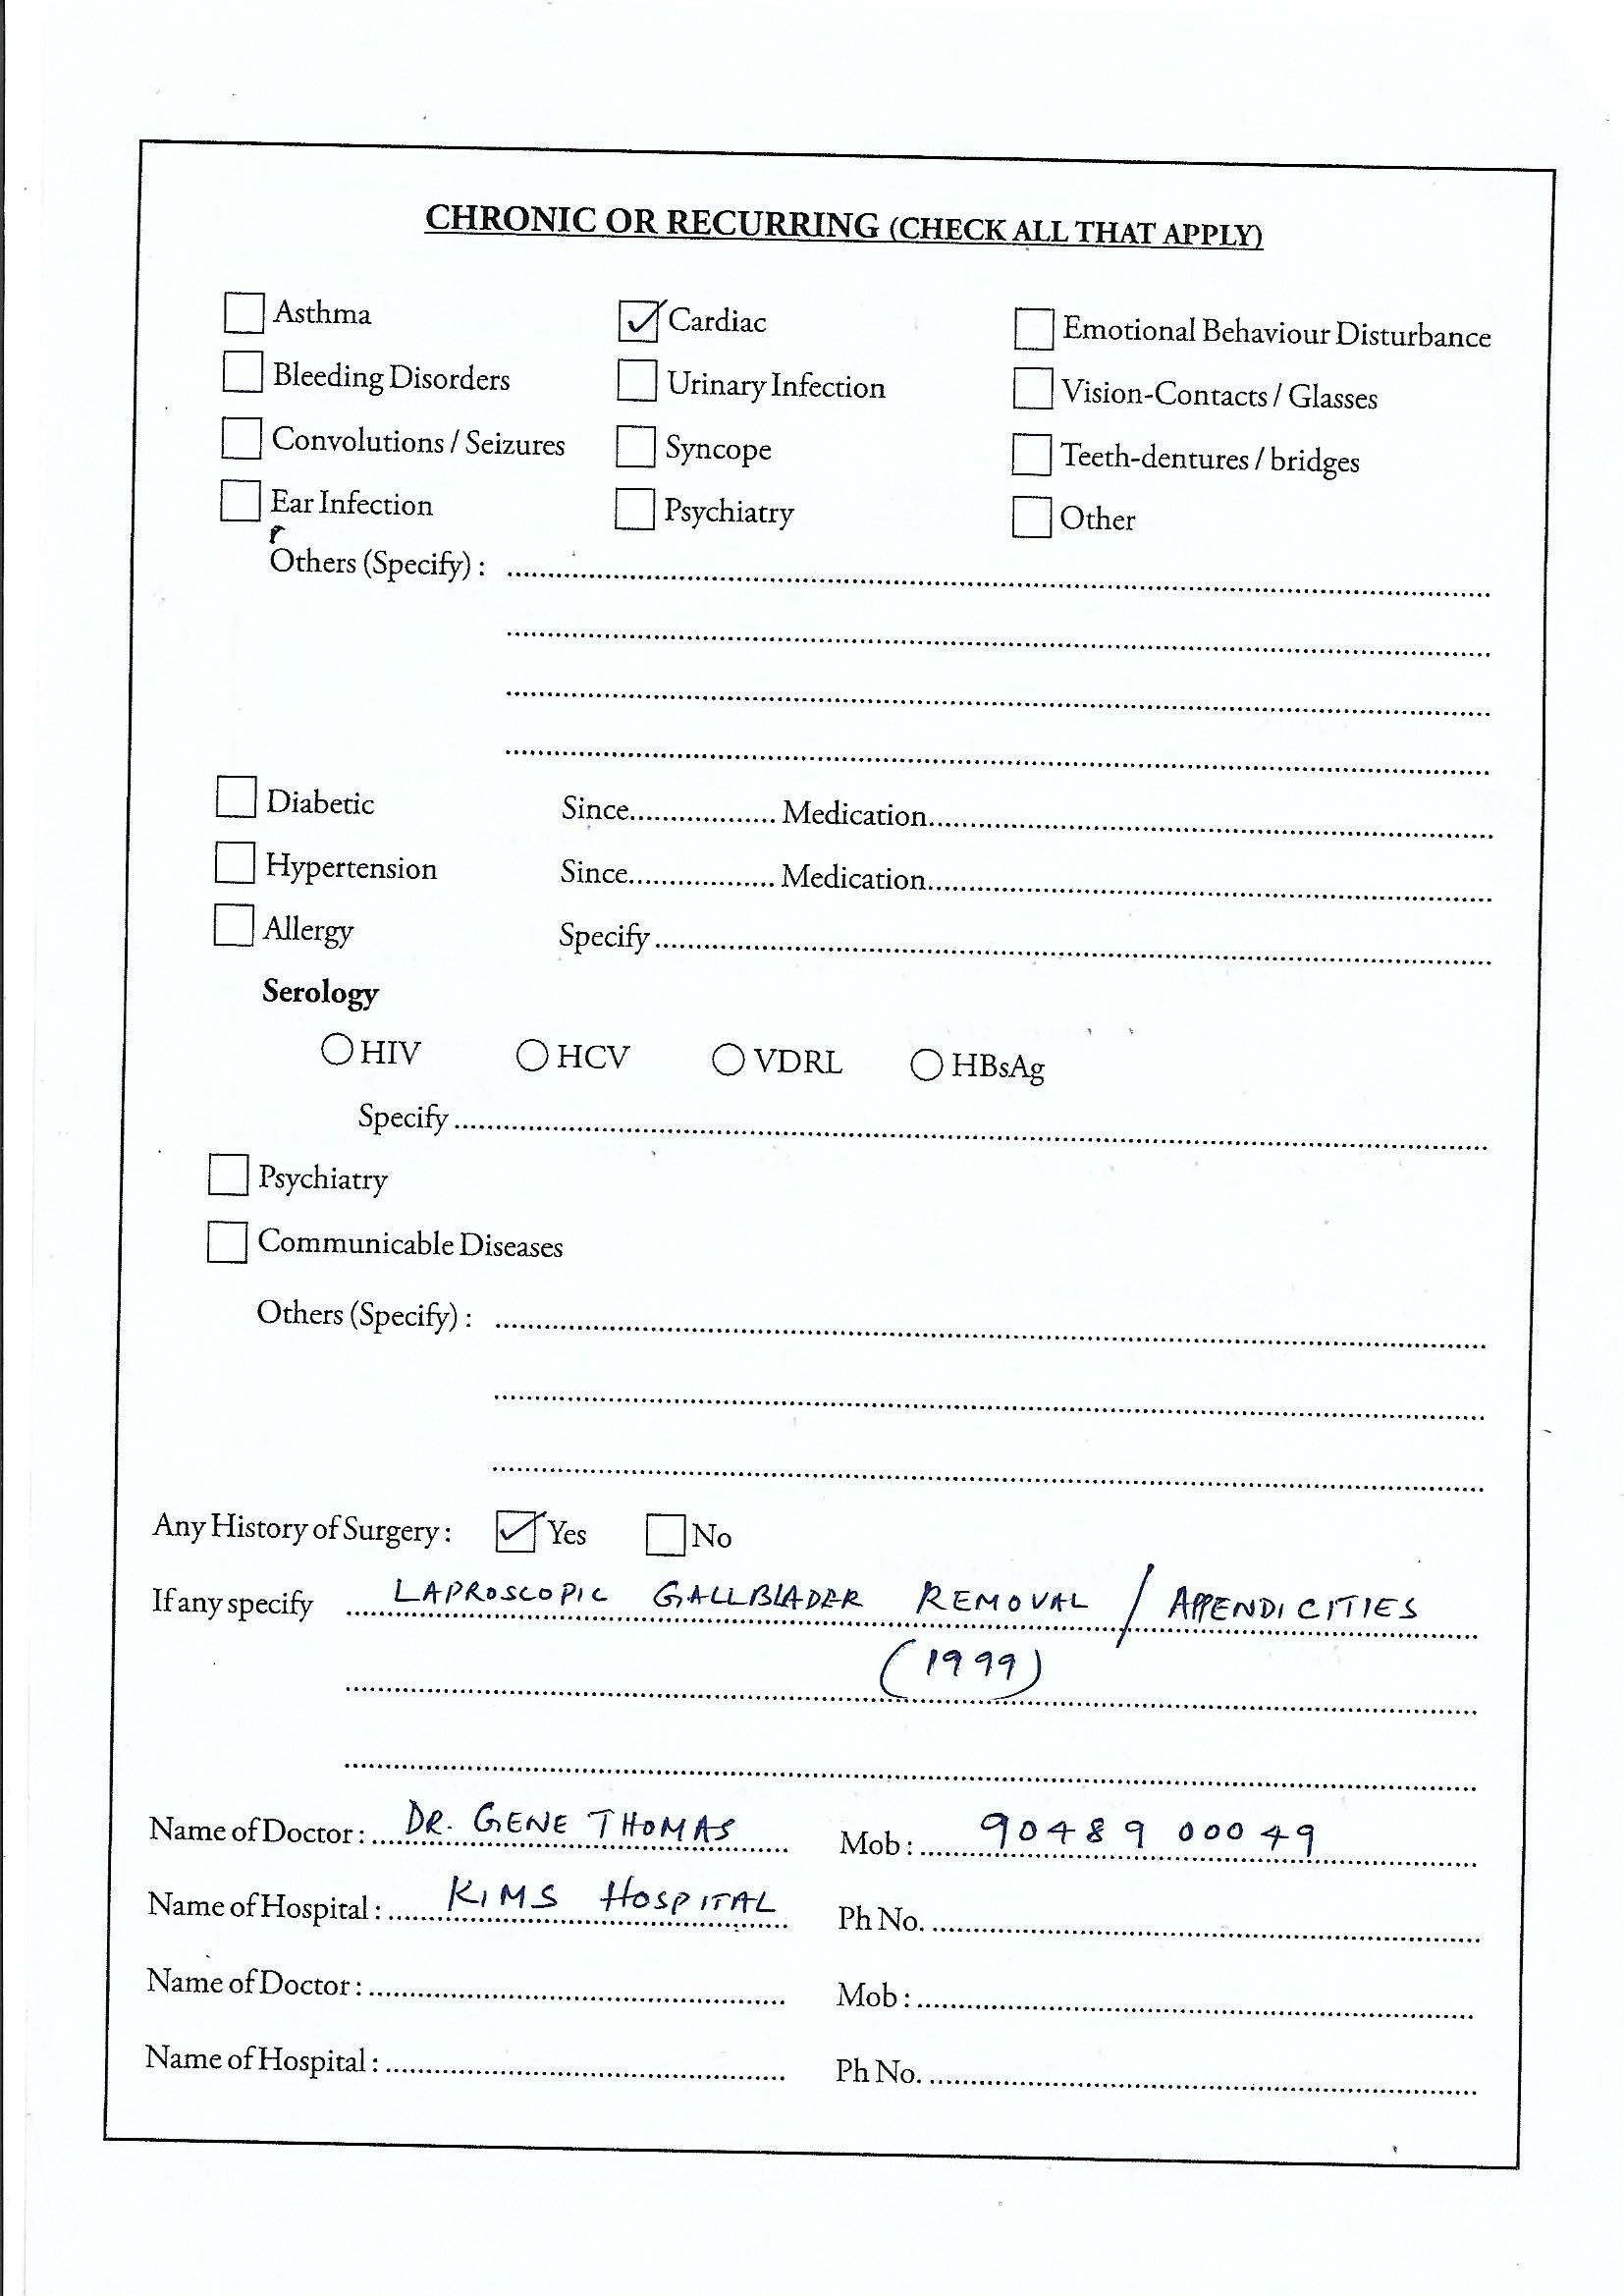 CHRONIC OR RECURRING (CHECK ALL THAT APPLY)
Asthma Cardiac Emotional Behaviour Disturbance
Bleeding Disorders Urinary Infection Vision-Contacts / Glasses
Convolutions / Seizures Syncope Teeth-dentures / bridges
Ear Infection Psychiatry Other
Others (Specify) :
Diabetic Since.................. Medication
Hypertension Since.................. Medication
Allergy Specify
Serology
HIV HCV VDRL HBsAg
Specify
Psychiatry
Communicable Diseases
Others (Specify) :
Any History of Surgery : Yes No
If any specify LAPROSCOPIC GALLBLADER REMOVAL / APPENDICITIES
(1999)
Name of Doctor : DR. GENE THOMAS Mob : 90489 00049
Name of Hospital : KIMS HOSPITAL Ph No.
Name of Doctor : Mob :
Name of Hospital : Ph No.